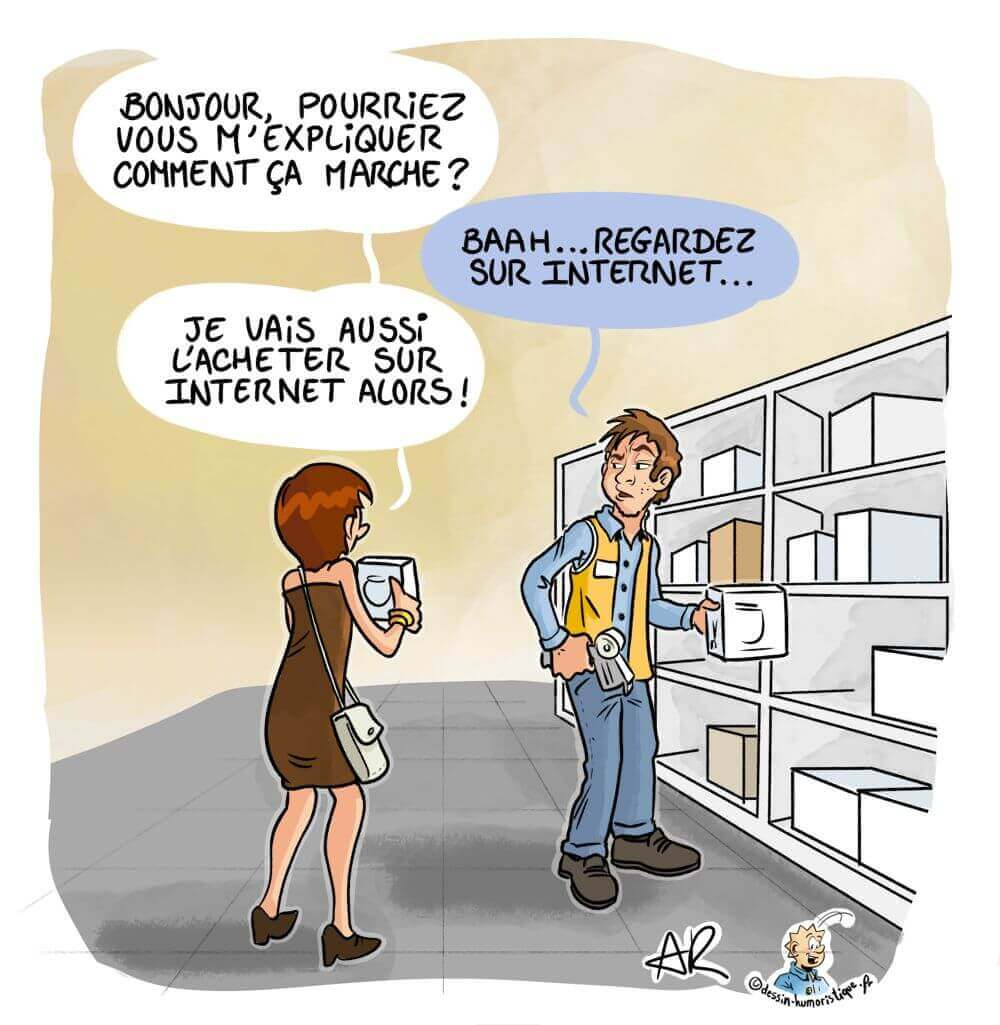 BONJOUR, POURRIEZ
VOUS M'EXPLIQUER
COMMENT ÇA MARCHE ?
BAAH...REGARDEZ
SUR INTERNET...
JE VAIS AUSSI
L'ACHETER SUR
INTERNET ALORS !
AR
©dessin-humoristique.fr